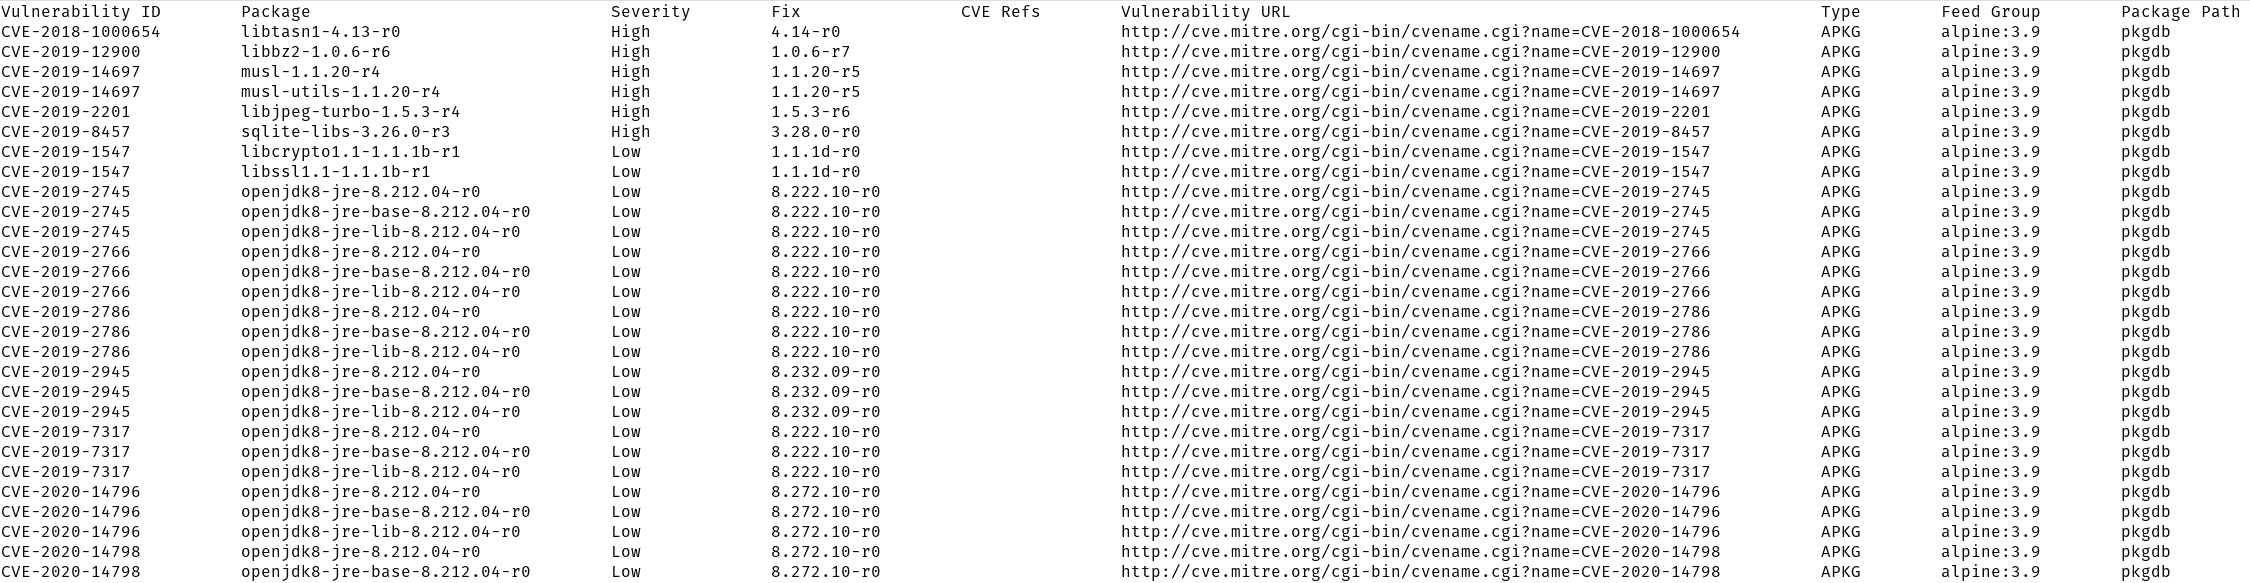 Vulnerability ID Package Severity Fix CVE Refs Vulnerability URL Type Feed Group Package Path
CVE-2018-1000654 libtasn1-4.13-r0 High 4.14-r0 http://cve.mitre.org/cgi-bin/cvename.cgi?name=CVE-2018-1000654 APKG alpine:3.9 pkgdb
CVE-2019-12900 libbz2-1.0.6-r6 High 1.0.6-r7 http://cve.mitre.org/cgi-bin/cvename.cgi?name=CVE-2019-12900 APKG alpine:3.9 pkgdb
CVE-2019-14697 musl-1.1.20-r4 High 1.1.20-r5 http://cve.mitre.org/cgi-bin/cvename.cgi?name=CVE-2019-14697 APKG alpine:3.9 pkgdb
CVE-2019-14697 musl-utils-1.1.20-r4 High 1.1.20-r5 http://cve.mitre.org/cgi-bin/cvename.cgi?name=CVE-2019-14697 APKG alpine:3.9 pkgdb
CVE-2019-2201 libjpeg-turbo-1.5.3-r4 High 1.5.3-r6 http://cve.mitre.org/cgi-bin/cvename.cgi?name=CVE-2019-2201 APKG alpine:3.9 pkgdb
CVE-2019-8457 sqlite-libs-3.26.0-r3 High 3.28.0-r0 http://cve.mitre.org/cgi-bin/cvename.cgi?name=CVE-2019-8457 APKG alpine:3.9 pkgdb
CVE-2019-1547 libcrypto1.1-1.1.1b-r1 Low 1.1.1d-r0 http://cve.mitre.org/cgi-bin/cvename.cgi?name=CVE-2019-1547 APKG alpine:3.9 pkgdb
CVE-2019-1547 libssl1.1-1.1.1b-r1 Low 1.1.1d-r0 http://cve.mitre.org/cgi-bin/cvename.cgi?name=CVE-2019-1547 APKG alpine:3.9 pkgdb
CVE-2019-2745 openjdk8-jre-8.212.04-r0 Low 8.222.10-r0 http://cve.mitre.org/cgi-bin/cvename.cgi?name=CVE-2019-2745 APKG alpine:3.9 pkgdb
CVE-2019-2745 openjdk8-jre-base-8.212.04-r0 Low 8.222.10-r0 http://cve.mitre.org/cgi-bin/cvename.cgi?name=CVE-2019-2745 APKG alpine:3.9 pkgdb
CVE-2019-2745 openjdk8-jre-lib-8.212.04-r0 Low 8.222.10-r0 http://cve.mitre.org/cgi-bin/cvename.cgi?name=CVE-2019-2745 APKG alpine:3.9 pkgdb
CVE-2019-2766 openjdk8-jre-8.212.04-r0 Low 8.222.10-r0 http://cve.mitre.org/cgi-bin/cvename.cgi?name=CVE-2019-2766 APKG alpine:3.9 pkgdb
CVE-2019-2766 openjdk8-jre-base-8.212.04-r0 Low 8.222.10-r0 http://cve.mitre.org/cgi-bin/cvename.cgi?name=CVE-2019-2766 APKG alpine:3.9 pkgdb
CVE-2019-2766 openjdk8-jre-lib-8.212.04-r0 Low 8.222.10-r0 http://cve.mitre.org/cgi-bin/cvename.cgi?name=CVE-2019-2766 APKG alpine:3.9 pkgdb
CVE-2019-2786 openjdk8-jre-8.212.04-r0 Low 8.222.10-r0 http://cve.mitre.org/cgi-bin/cvename.cgi?name=CVE-2019-2786 APKG alpine:3.9 pkgdb
CVE-2019-2786 openjdk8-jre-base-8.212.04-r0 Low 8.222.10-r0 http://cve.mitre.org/cgi-bin/cvename.cgi?name=CVE-2019-2786 APKG alpine:3.9 pkgdb
CVE-2019-2786 openjdk8-jre-lib-8.212.04-r0 Low 8.222.10-r0 http://cve.mitre.org/cgi-bin/cvename.cgi?name=CVE-2019-2786 APKG alpine:3.9 pkgdb
CVE-2019-2945 openjdk8-jre-8.212.04-r0 Low 8.232.09-r0 http://cve.mitre.org/cgi-bin/cvename.cgi?name=CVE-2019-2945 APKG alpine:3.9 pkgdb
CVE-2019-2945 openjdk8-jre-base-8.212.04-r0 Low 8.232.09-r0 http://cve.mitre.org/cgi-bin/cvename.cgi?name=CVE-2019-2945 APKG alpine:3.9 pkgdb
CVE-2019-2945 openjdk8-jre-lib-8.212.04-r0 Low 8.232.09-r0 http://cve.mitre.org/cgi-bin/cvename.cgi?name=CVE-2019-2945 APKG alpine:3.9 pkgdb
CVE-2019-7317 openjdk8-jre-8.212.04-r0 Low 8.222.10-r0 http://cve.mitre.org/cgi-bin/cvename.cgi?name=CVE-2019-7317 APKG alpine:3.9 pkgdb
CVE-2019-7317 openjdk8-jre-base-8.212.04-r0 Low 8.222.10-r0 http://cve.mitre.org/cgi-bin/cvename.cgi?name=CVE-2019-7317 APKG alpine:3.9 pkgdb
CVE-2019-7317 openjdk8-jre-lib-8.212.04-r0 Low 8.222.10-r0 http://cve.mitre.org/cgi-bin/cvename.cgi?name=CVE-2019-7317 APKG alpine:3.9 pkgdb
CVE-2020-14796 openjdk8-jre-8.212.04-r0 Low 8.272.10-r0 http://cve.mitre.org/cgi-bin/cvename.cgi?name=CVE-2020-14796 APKG alpine:3.9 pkgdb
CVE-2020-14796 openjdk8-jre-base-8.212.04-r0 Low 8.272.10-r0 http://cve.mitre.org/cgi-bin/cvename.cgi?name=CVE-2020-14796 APKG alpine:3.9 pkgdb
CVE-2020-14796 openjdk8-jre-lib-8.212.04-r0 Low 8.272.10-r0 http://cve.mitre.org/cgi-bin/cvename.cgi?name=CVE-2020-14796 APKG alpine:3.9 pkgdb
CVE-2020-14798 openjdk8-jre-8.212.04-r0 Low 8.272.10-r0 http://cve.mitre.org/cgi-bin/cvename.cgi?name=CVE-2020-14798 APKG alpine:3.9 pkgdb
CVE-2020-14798 openjdk8-jre-base-8.212.04-r0 Low 8.272.10-r0 http://cve.mitre.org/cgi-bin/cvename.cgi?name=CVE-2020-14798 APKG alpine:3.9 pkgdb